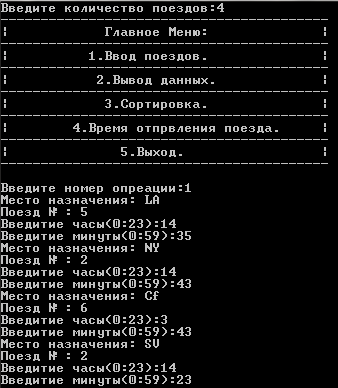 Введите количество поездов:4
Главное Меню:
1.Ввод поездов.
2.Вывод данных.
3.Сортировка.
4.Время отпрвления поезда.
5.Выход.
Введите номер опреации:1
Место назначения: LA
Поезд № : 5
Введитие часы(0:23):14
Введитие минуты(0:59):35
Место назначения: NY
Поезд № : 2
Введитие часы(0:23):14
Введитие минуты(0:59):43
Место назначения: Cf
Поезд № : 6
Введитие часы(0:23):3
Введитие минуты(0:59):43
Место назначения: SV
Поезд № : 2
Введитие часы(0:23):14
Введитие минуты(0:59):23